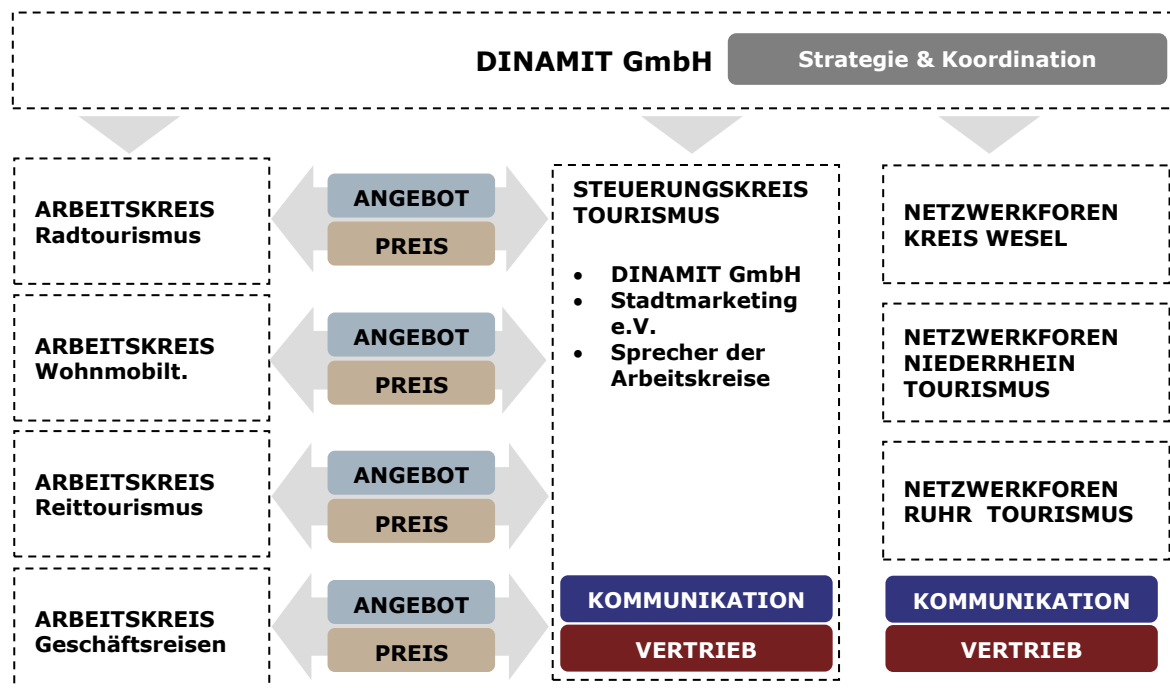 DINAMIT GmbH
Strategie & Koordination
ARBEITSKREIS
Radtourismus
ANGEBOT
PREIS
ARBEITSKREIS
Wohnmobilt.
ANGEBOT
PREIS
ARBEITSKREIS
Reittourismus
ANGEBOT
PREIS
ARBEITSKREIS
Geschäftsreisen
ANGEBOT
PREIS
STEUERUNGSKREIS
TOURISMUS
• DINAMIT GmbH
• Stadtmarketing
e.V.
• Sprecher der
Arbeitskreise
KOMMUNIKATION
VERTRIEB
NETZWERKFOREN
KREIS WESEL
NETZWERKFOREN
NIEDERRHEIN
TOURISMUS
NETZWERKFOREN
RUHR TOURISMUS
KOMMUNIKATION
VERTRIEB